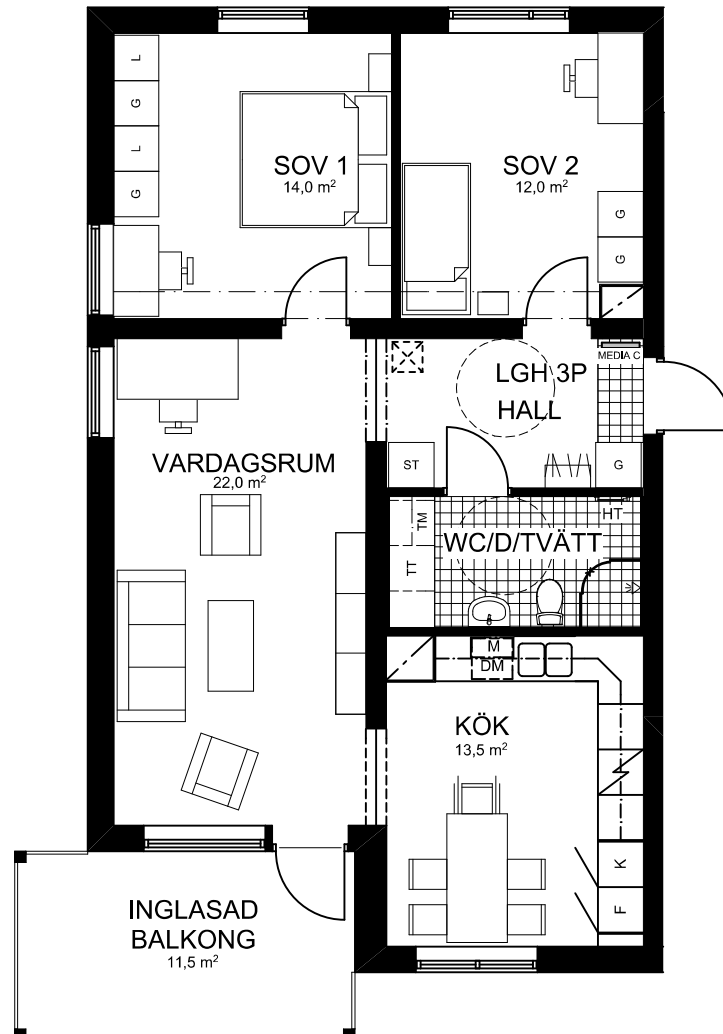 L
G
L
G
SOV 1
14,0 m²
SOV 2
12,0 m²
G
G
MEDIA C
LGH 3P
HALL
ST
G
VARDAGSRUM
22,0 m²
TM
TT
HT
WC/D/TVÄTT
M
DM
KÖK
13,5 m²
K
F
INGLASAD
BALKONG
11,5 m²